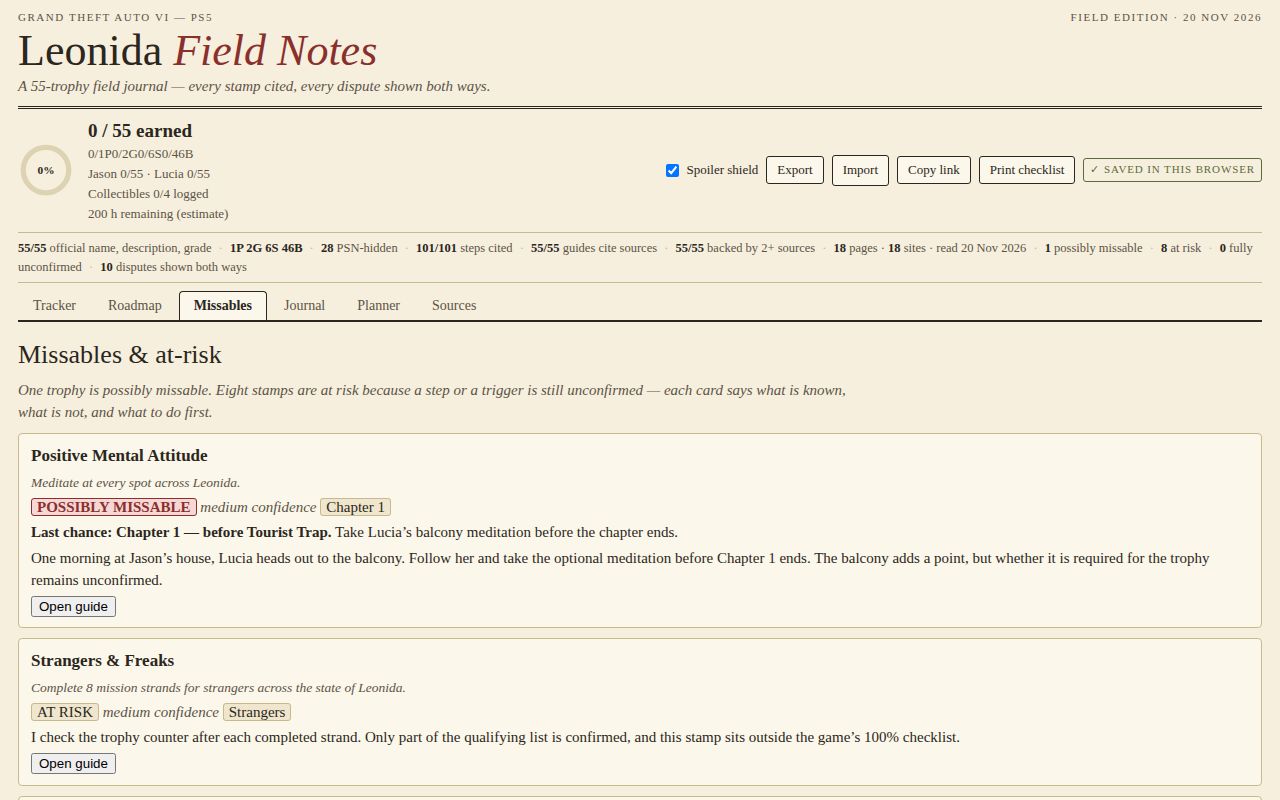 GRAND THEFT AUTO VI — PS5
FIELD EDITION · 20 NOV 2026
Leonida Field Notes
A 55-trophy field journal — every stamp cited, every dispute shown both ways.
0%
0 / 55 earned
0/1P0/2G0/6S0/46B
Jason 0/55 · Lucia 0/55
Collectibles 0/4 logged
200 h remaining (estimate)
Spoiler shield
Export
Import
Copy link
Print checklist
✓ SAVED IN THIS BROWSER
55/55 official name, description, grade · 1P 2G 6S 46B · 28 PSN-hidden · 101/101 steps cited · 55/55 guides cite sources · 55/55 backed by 2+ sources · 18 pages · 18 sites · read 20 Nov 2026 · 1 possibly missable · 8 at risk · 0 fully
unconfirmed · 10 disputes shown both ways
Tracker
Roadmap
Missables
Journal
Planner
Sources
Missables & at-risk
One trophy is possibly missable. Eight stamps are at risk because a step or a trigger is still unconfirmed — each card says what is known,
what is not, and what to do first.
Positive Mental Attitude
Meditate at every spot across Leonida.
POSSIBLY MISSABLE medium confidence Chapter 1
Last chance: Chapter 1 — before Tourist Trap. Take Lucia’s balcony meditation before the chapter ends.
One morning at Jason’s house, Lucia heads out to the balcony. Follow her and take the optional meditation before Chapter 1 ends. The balcony adds a point, but whether it is required for the trophy
remains unconfirmed.
Open guide
Strangers & Freaks
Complete 8 mission strands for strangers across the state of Leonida.
AT RISK medium confidence Strangers
I check the trophy counter after each completed strand. Only part of the qualifying list is confirmed, and this stamp sits outside the game’s 100% checklist.
Open guide